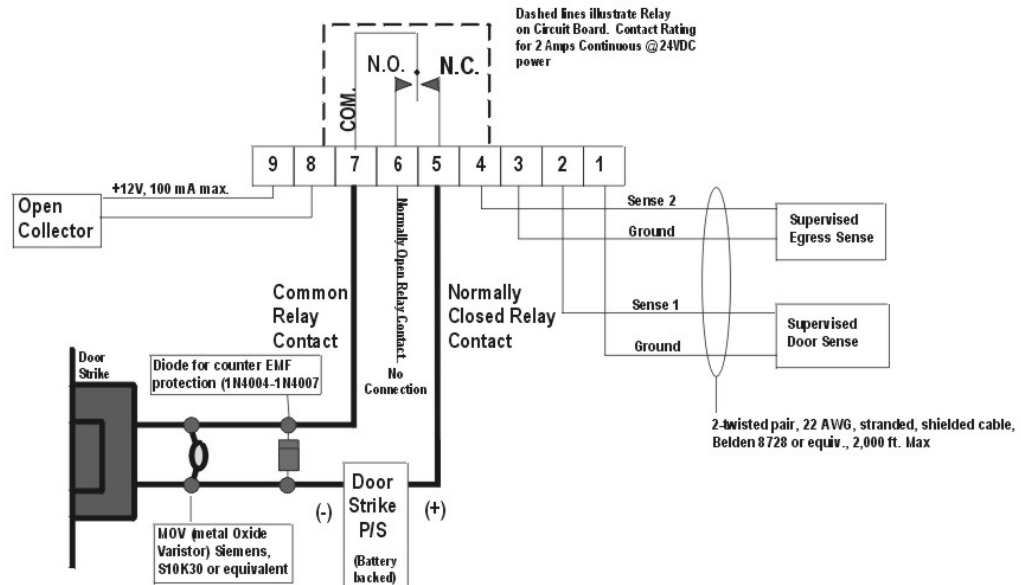 Dashed lines illustrate Relay
on Circuit Board.  Contact Rating
for 2 Amps Continuous @24VDC
power
N.O.
N.C.
COM.
9 8 7 6 5 4 3 2 1
+12V, 100 mA max.
Open
Collector
Sense 2
Ground
Supervised
Egress Sense
Common
Relay
Contact
Normally Open Relay Contact.
No
Connection
Normally
Closed Relay
Contact
Sense 1
Ground
Supervised
Door Sense
Door
Strike
Diode for counter EMF
protection (1N4004-1N4007
2-twisted pair, 22 AWG, stranded, shielded cable,
Belden 8728 or equiv., 2,000 ft. Max
(-)
Door
Strike
P/S
(Battery
backed)
(+)
MOV (metal Oxide
Varistor) Siemens,
S10K30 or equivalent